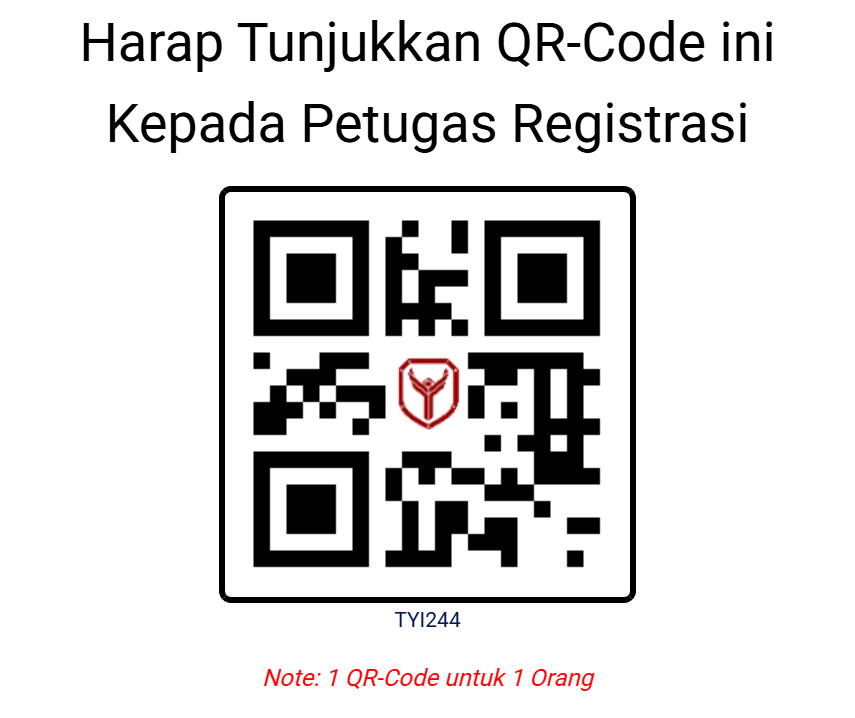 Harap Tunjukkan QR-Code ini
Kepada Petugas Registrasi
TYI244
Note: 1 QR-Code untuk 1 Orang